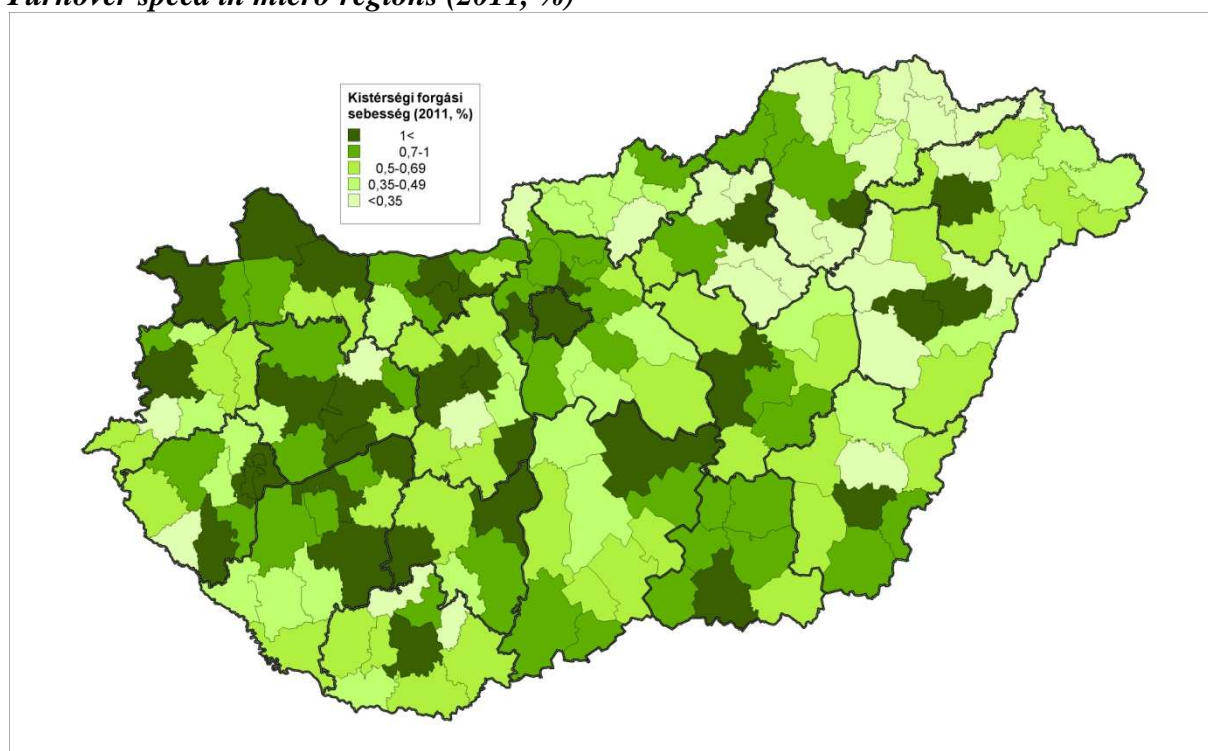 Turnover speed in micro regions (2011, %)
Kistérségi forgási
sebesség (2011, %)
1<
0,7-1
0,5-0,69
0,35-0,49
<0,35